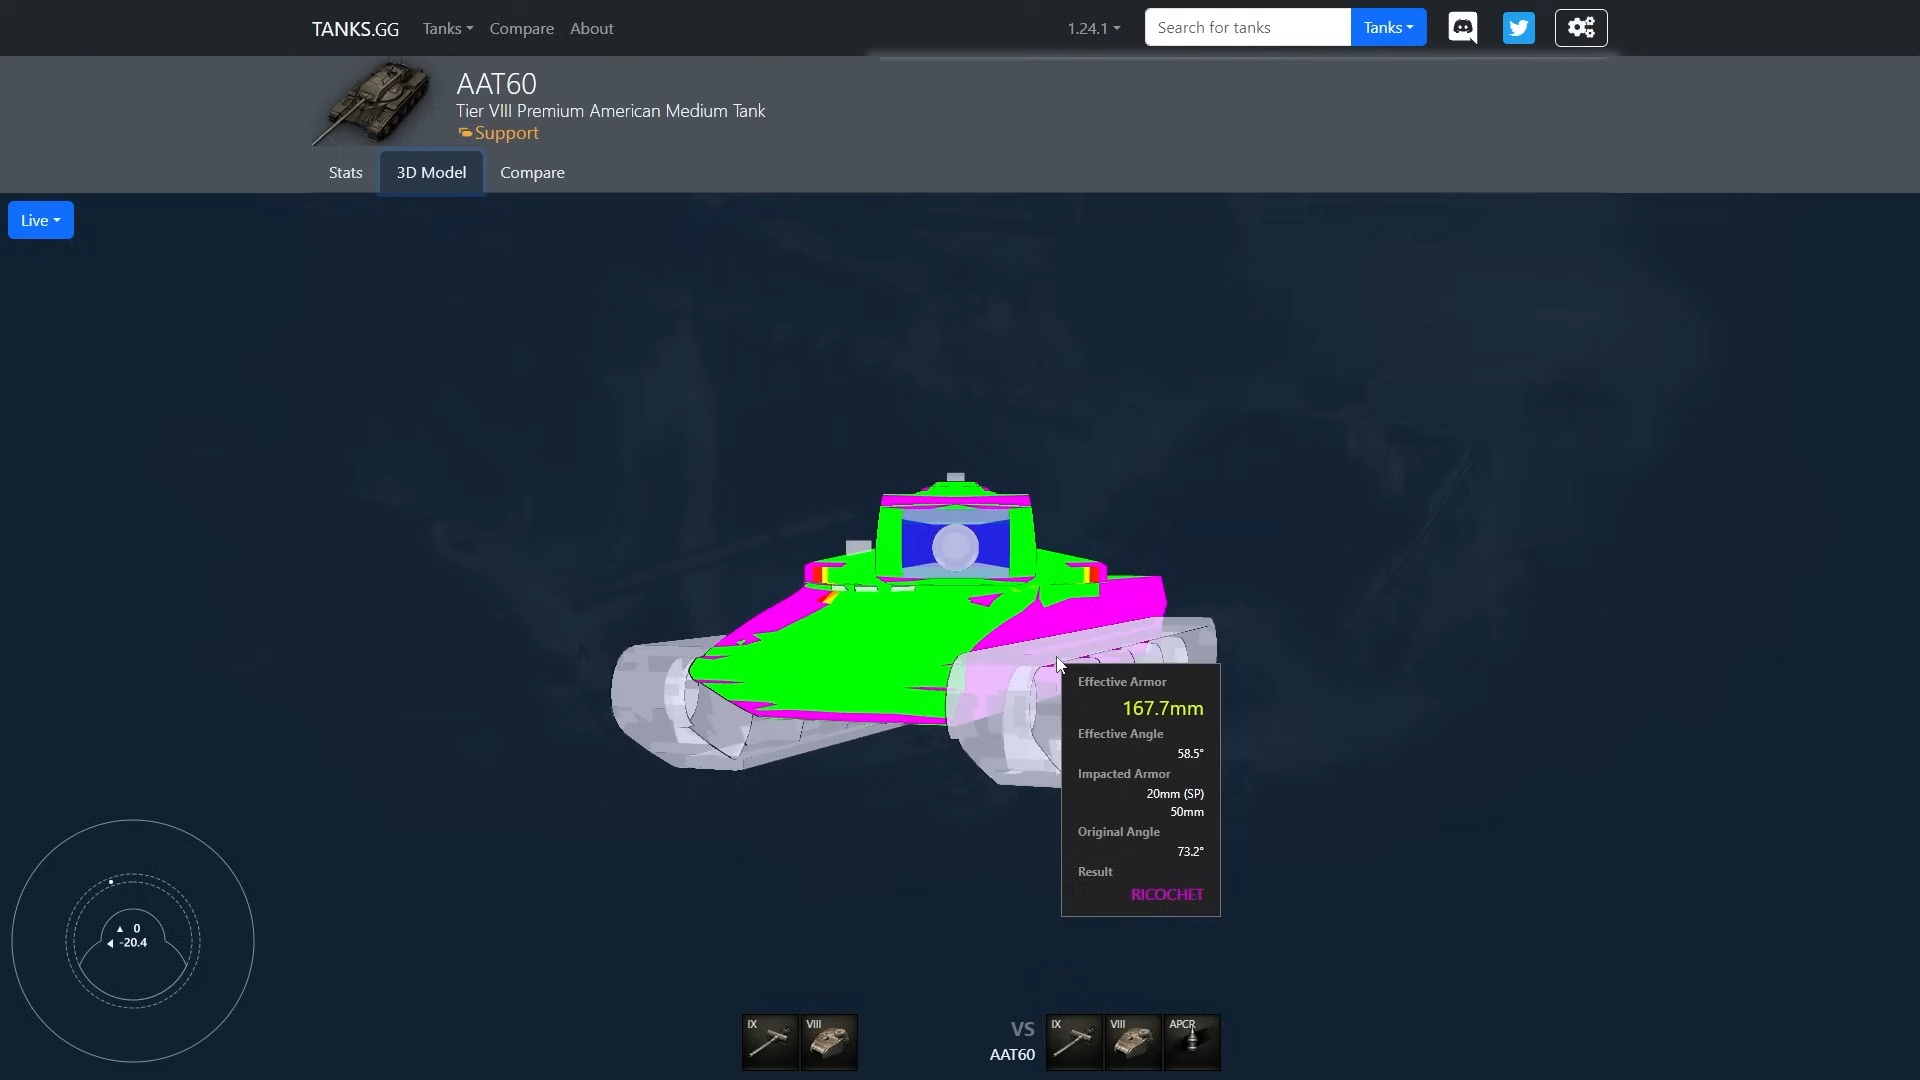 TANKS.GG
Tanks
Compare
About
1.24.1
Search for tanks
Tanks
AAT60
Tier VIII Premium American Medium Tank
Support
Stats
3D Model
Compare
Live
Effective Armor
167.7mm
Effective Angle
58.5°
Impacted Armor
20mm (SP)
50mm
Original Angle
73.2°
Result
RICOCHET
0
-20.4
IX
VIII
VS
AAT60
IX
VIII
APCR